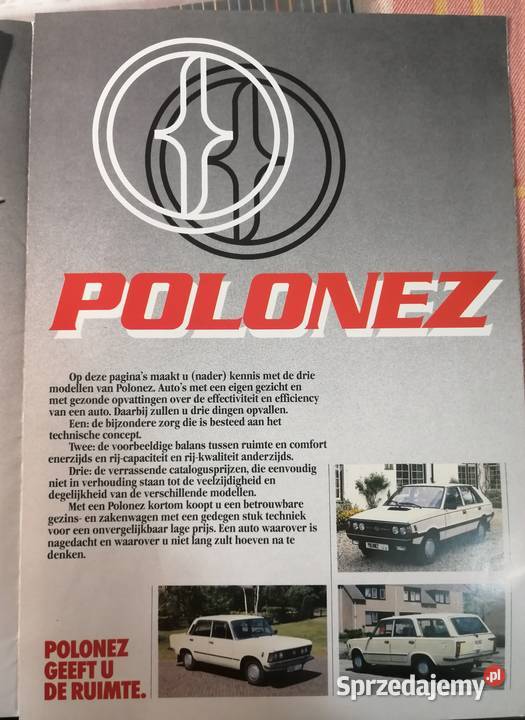 POLONEZ
Op deze pagina's maakt u (nader) kennis met de drie
modellen van Polonez. Auto's met een eigen gezicht en
met gezonde opvattingen over de effectiviteit en efficiency
van een auto. Daarbij zullen u drie dingen opvallen.
Een: de bijzondere zorg die is besteed aan het
technische concept.
Twee: de voorbeeldige balans tussen ruimte en comfort
enerzijds en rij-capaciteit en rij-kwaliteit anderzijds.
Drie: de verrassende catalogusprijzen, die eenvoudig
niet in verhouding staan tot de veelzijdigheid en
degelijkheid van de verschillende modellen.
Met een Polonez kortom koopt u een betrouwbare
gezins- en zakenwagen met een gedegen stuk techniek
voor een onvergelijkbaar lage prijs. Een auto waarover is
nagedacht en waarover u niet lang zult hoeven na te
denken.
POLONEZ
GEEFT U
DE RUIMTE.
Sprzedajemy.pl